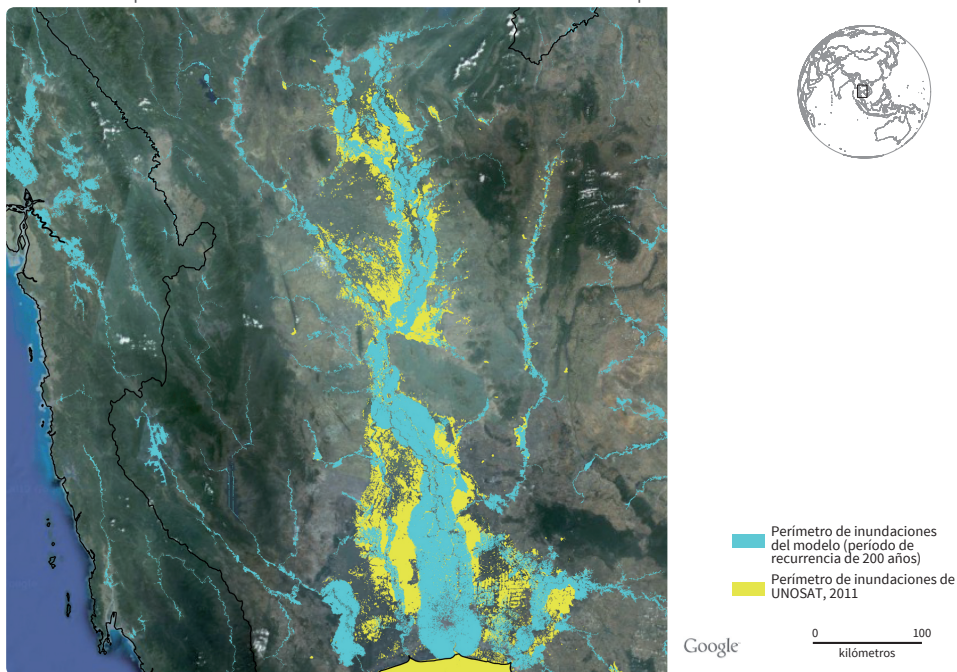 Perímetro de inundaciones
del modelo (período de
recurrencia de 200 años)
Perímetro de inundaciones de
UNOSAT, 2011
Google
0 100
kilómetros